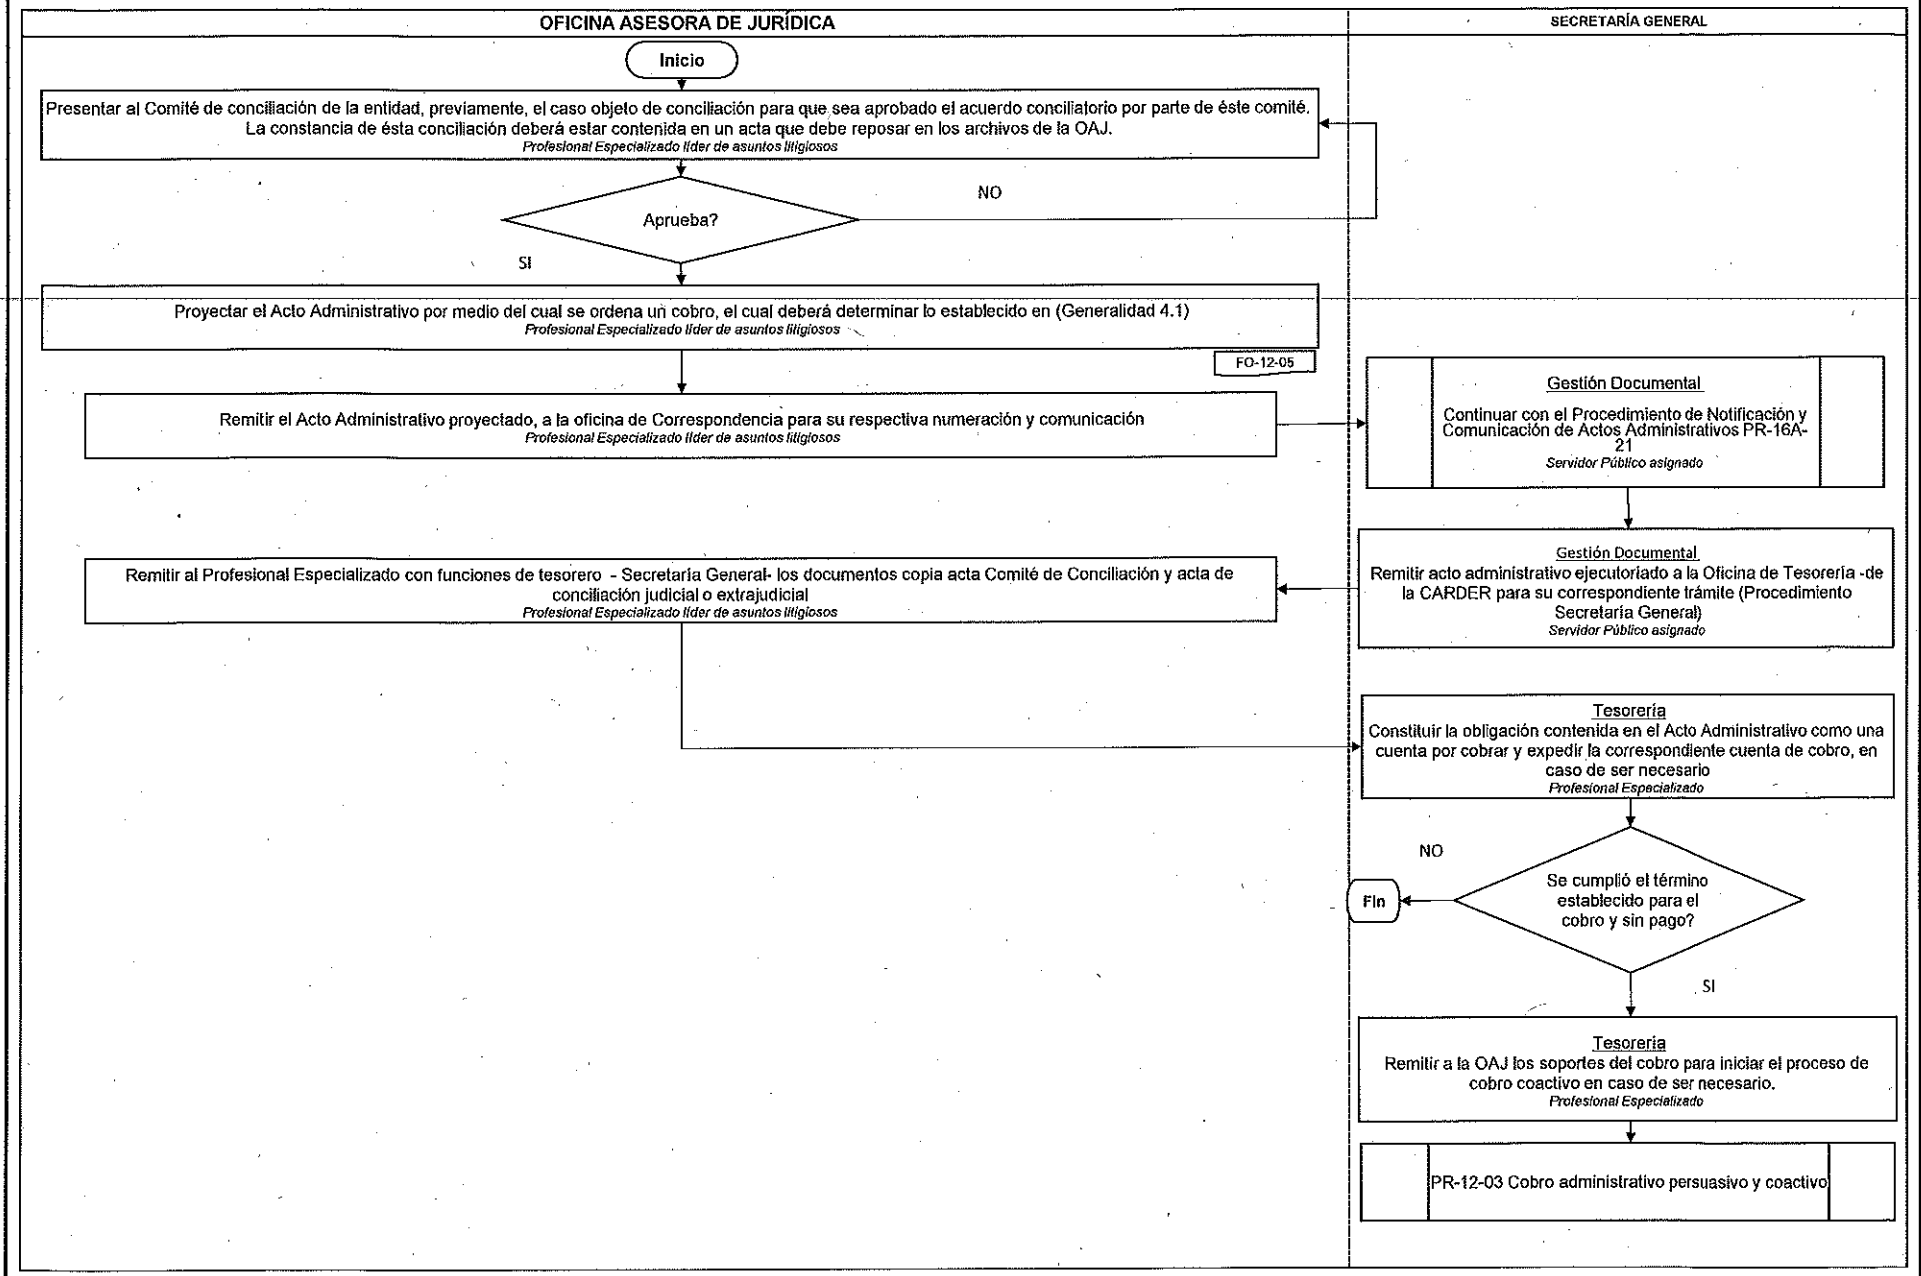 OFICINA ASESORA DE JURÍDICA
SECRETARÍA GENERAL
Inicio
Presentar al Comité de conciliación de la entidad, previamente, el caso objeto de conciliación para que sea aprobado el acuerdo conciliatorio por parte de éste comité.
La constancia de ésta conciliación deberá estar contenida en un acta que debe reposar en los archivos de la OAJ.
Profesional Especializado líder de asuntos litigiosos
NO
Aprueba?
SI
Proyectar el Acto Administrativo por medio del cual se ordena un cobro, el cual deberá determinar lo establecido en (Generalidad 4.1)
Profesional Especializado líder de asuntos litigiosos
FO-12-05
Remitir el Acto Administrativo proyectado, a la oficina de Correspondencia para su respectiva numeración y comunicación
Profesional Especializado líder de asuntos litigiosos
Gestión Documental
Continuar con el Procedimiento de Notificación y
Comunicación de Actos Administrativos PR-16A-
21
Servidor Público asignado
Gestión Documental
Remitir acto administrativo ejecutoriado a la Oficina de Tesorería -de
la CARDER para su correspondiente trámite (Procedimiento
Secretaría General)
Servidor Público asignado
Remitir al Profesional Especializado con funciones de tesorero - Secretaría General- los documentos copia acta Comité de Conciliación y acta de
conciliación judicial o extrajudicial
Profesional Especializado líder de asuntos litigiosos
Tesorería
Constituir la obligación contenida en el Acto Administrativo como una
cuenta por cobrar y expedir la correspondiente cuenta de cobro, en
caso de ser necesario
Profesional Especializado
NO
Se cumplió el término
establecido para el
cobro y sin pago?
Fin
SI
Tesorería
Remitir a la OAJ los soportes del cobro para iniciar el proceso de
cobro coactivo en caso de ser necesario.
Profesional Especializado
PR-12-03 Cobro administrativo persuasivo y coactivo